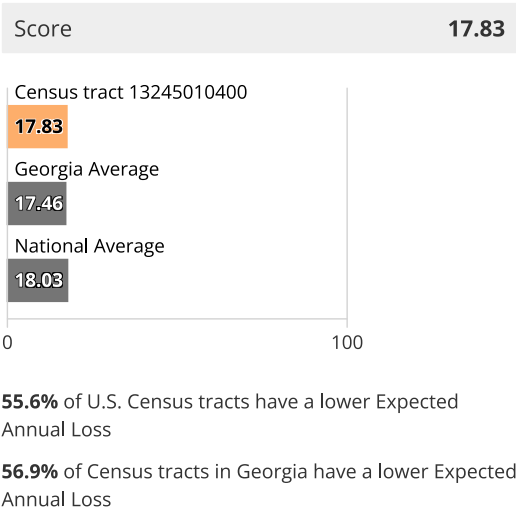 Score 17.83
Census tract 13245010400
17.83
Georgia Average
17.46
National Average
18.03
0 100
55.6% of U.S. Census tracts have a lower Expected
Annual Loss
56.9% of Census tracts in Georgia have a lower Expected
Annual Loss